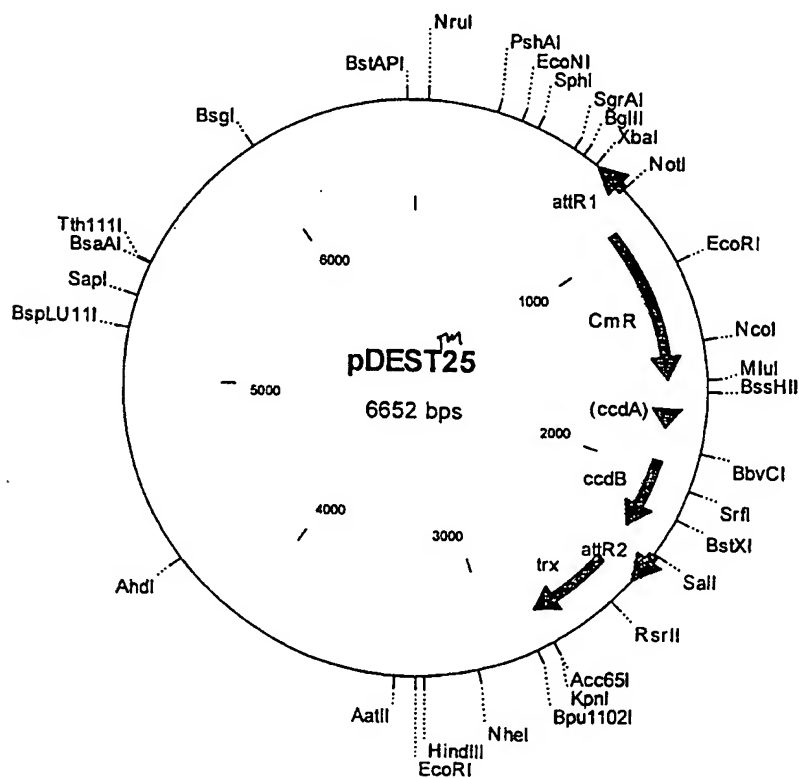 NruI
BstAPI
PshAI
EcoNI
SphI
SgrAI
BglII
XbaI
NotI
BsgI
attR1
Tth111I
BsaAI
EcoRI
6000
SapI
1000
BspLU11I
CmR
NcoI
pDEST25
MluI
BssHII
5000
6652 bps
(ccdA)
2000
BbvCI
ccdB
SrfI
4000
BstXI
3000
attR2
trx
SalI
AhdI
RsrII
Acc65I
KpnI
Bpu1102I
AatII
NheI
HindIII
EcoRI